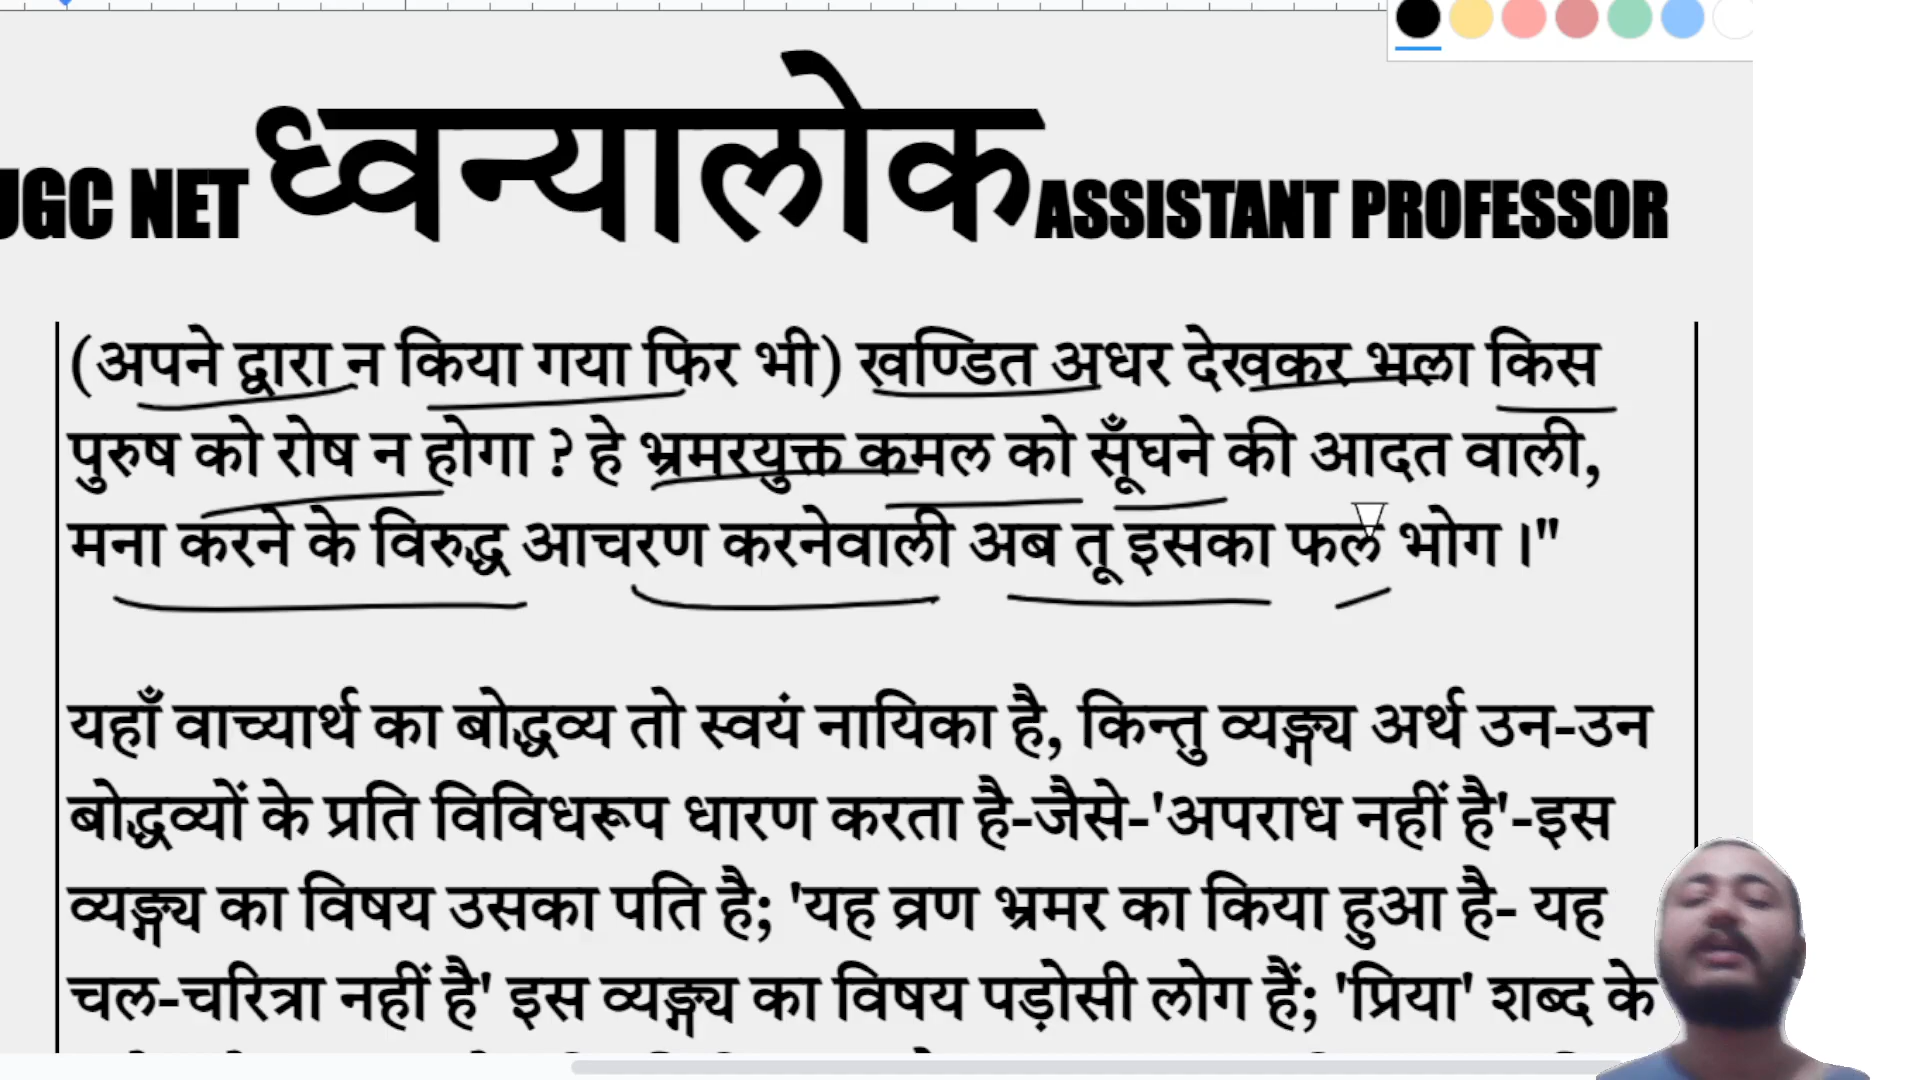 UGC NET ध्वन्यालोक ASSISTANT PROFESSOR
(अपने द्वारा न किया गया फिर भी) खण्डित अधर देखकर भला किस
पुरुष को रोष न होगा ? हे भ्रमरयुक्त कमल को सूँघने की आदत वाली,
मना करने के विरुद्ध आचरण करनेवाली अब तू इसका फल भोग ।"
यहाँ वाच्यार्थ का बोद्धव्य तो स्वयं नायिका है, किन्तु व्यङ्ग्य अर्थ उन-उन
बोद्धव्यों के प्रति विविधरूप धारण करता है-जैसे-'अपराध नहीं है'-इस
व्यङ्ग्य का विषय उसका पति है; 'यह व्रण भ्रमर का किया हुआ है- यह
चल-चरित्रा नहीं है' इस व्यङ्ग्य का विषय पड़ोसी लोग हैं; 'प्रिया' शब्द के